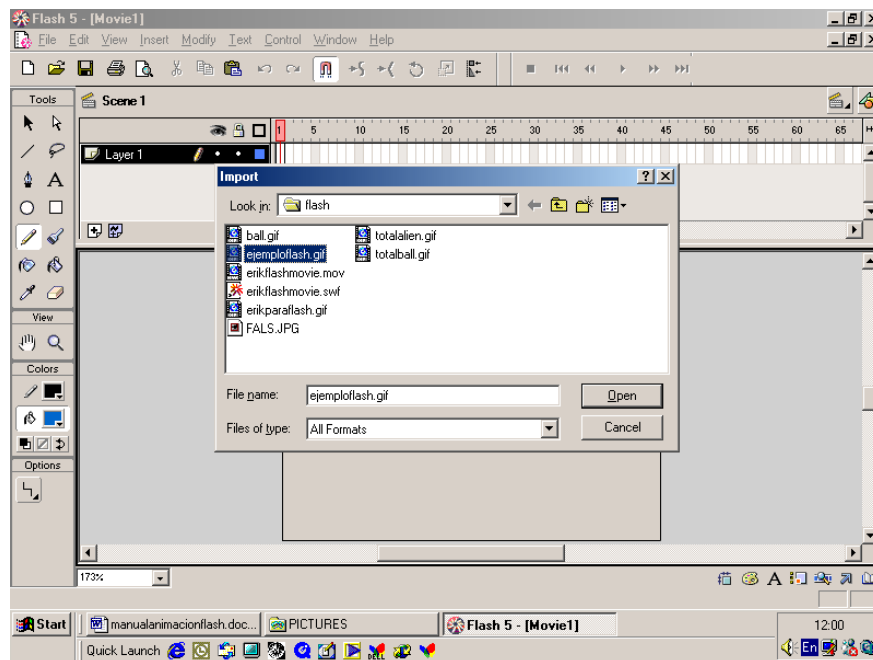 Flash 5 - [Movie1]
File Edit View Insert Modify Text Control Window Help
Tools
Scene 1
1 5 10 15 20 25 30 35 40 45 50 55 60 65
Layer 1
Import
Look in: flash
ball.gif totalalien.gif
ejemploflash.gif totalball.gif
erikflashmovie.mov
erikflashmovie.swf
erikparaflash.gif
FALS.JPG
View
Colors
File name: ejemploflash.gif Open
Files of type: All Formats Cancel
Options
173%
Start manualanimacionflash.doc... PICTURES Flash 5 - [Movie1] 12:00
Quick Launch DELL En